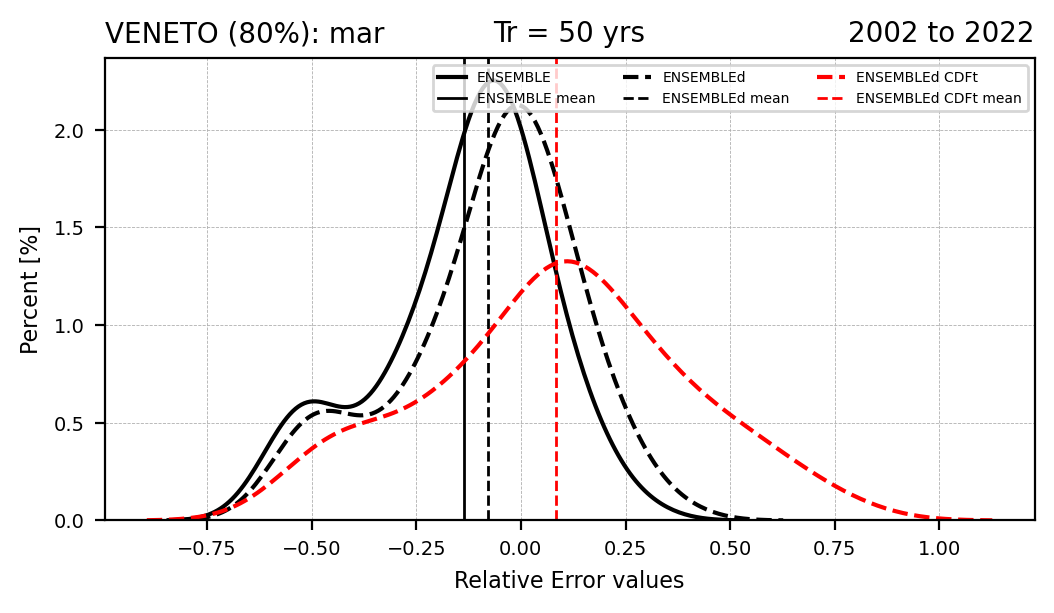 VENETO (80%): mar Tr = 50 yrs 2002 to 2022
ENSEMBLE ENSEMBLEd ENSEMBLEd CDFt
ENSEMBLE mean ENSEMBLEd mean ENSEMBLEd CDFt mean
Percent [%]
2.0
1.5
1.0
0.5
0.0
−0.75 −0.50 −0.25 0.00 0.25 0.50 0.75 1.00
Relative Error values